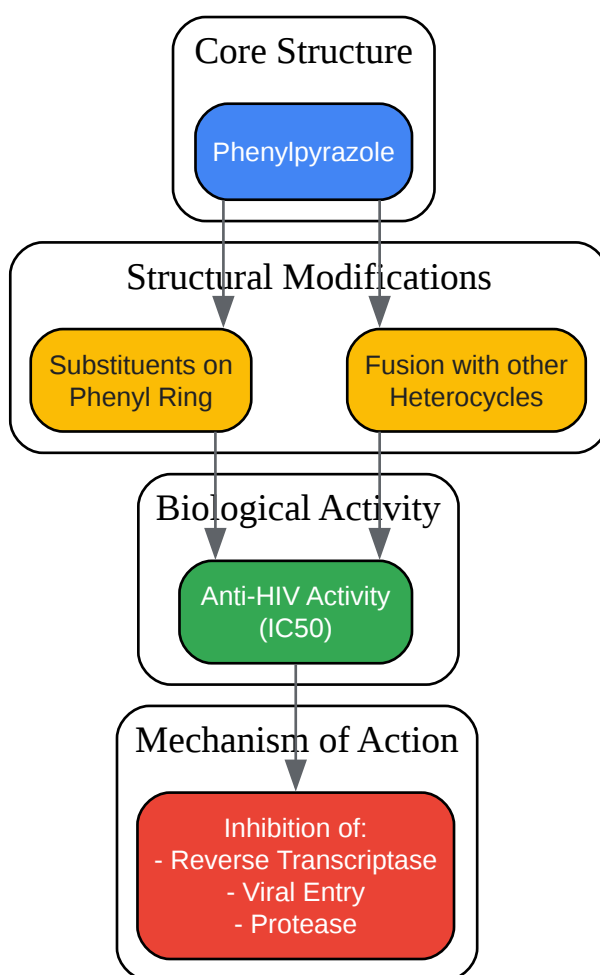 Core Structure
Phenylpyrazole
Structural Modifications
Substituents on
Phenyl Ring
Fusion with other
Heterocycles
Biological Activity
Anti-HIV Activity
(IC50)
Mechanism of Action
Inhibition of:
- Reverse Transcriptase
- Viral Entry
- Protease